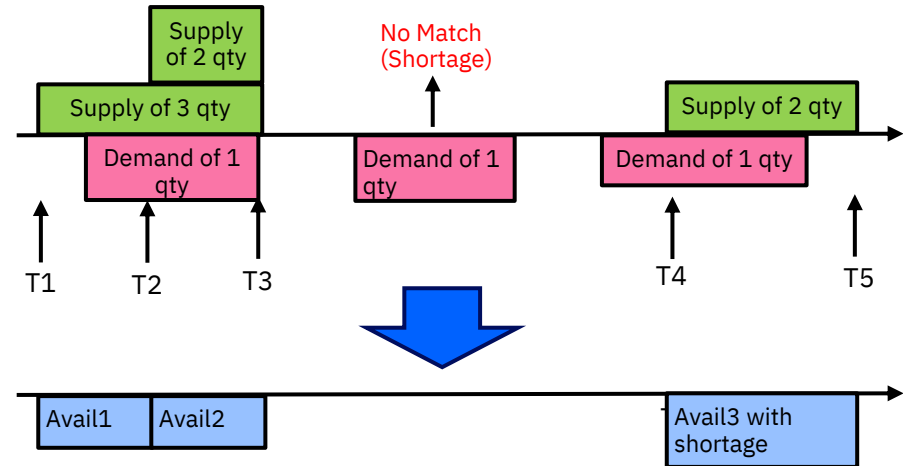 Supply
of 2 qty
No Match
(Shortage)
Supply of 3 qty
Supply of 2 qty
Demand of 1
qty
Demand of 1
qty
Demand of 1 qty
T1
T2
T3
T4
T5
Avail1
Avail2
Avail3 with
shortage